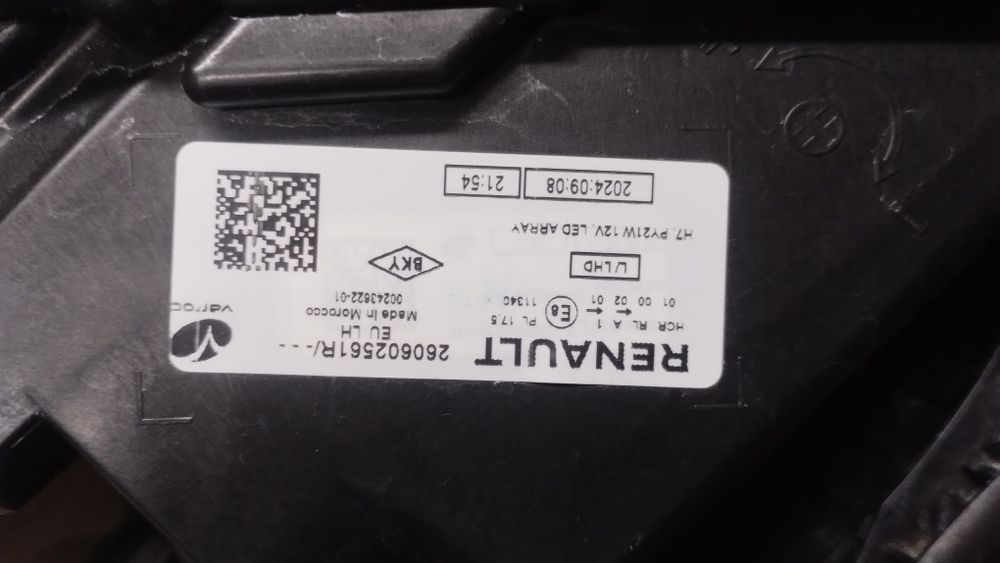 RENAULT
260602561R/---
EU LH
Made in Morocco
00243622-01
HCR RL A 1 PL 17.5
E8 11340
01 00 02 01
L/LHD
BKY
H7, PY21W 12V, LED ARRAY
2024:09:08 21:54